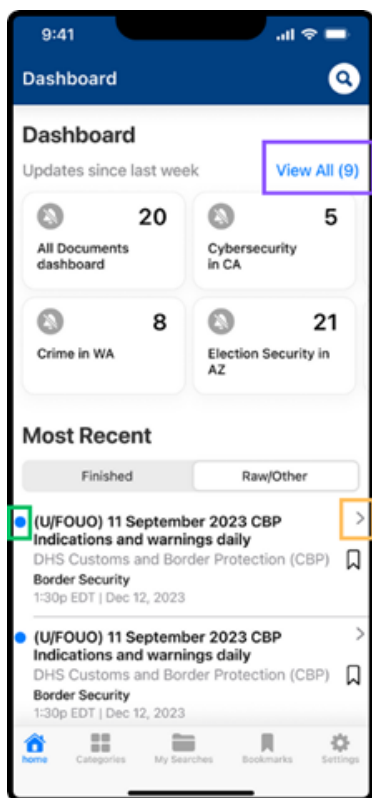 9:41
Dashboard
Dashboard
Updates since last week View All (9)
20
All Documents
dashboard
5
Cybersecurity
in CA
8
Crime in WA
21
Election Security in
AZ
Most Recent
Finished Raw/Other
(U/FOUO) 11 September 2023 CBP
Indications and warnings daily
DHS Customs and Border Protection (CBP)
Border Security
1:30p EDT | Dec 12, 2023
(U/FOUO) 11 September 2023 CBP
Indications and warnings daily
DHS Customs and Border Protection (CBP)
Border Security
1:30p EDT | Dec 12, 2023
home Categories My Searches Bookmarks Settings